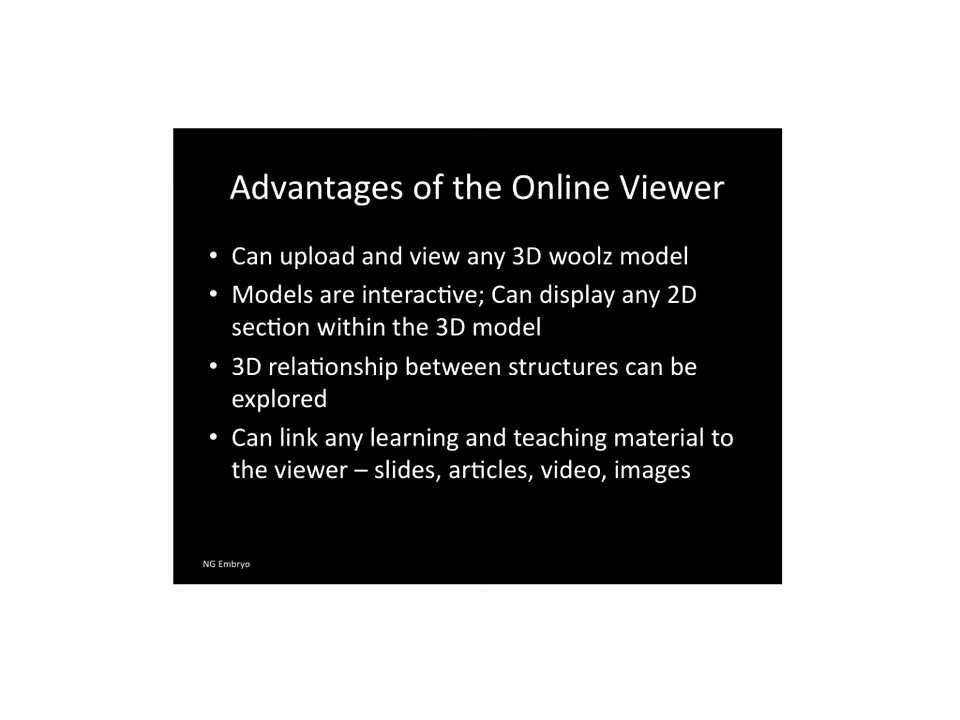 Advantages of the Online Viewer
• Can upload and view any 3D woolz model
• Models are interactive; Can display any 2D
section within the 3D model
• 3D relationship between structures can be
explored
• Can link any learning and teaching material to
the viewer – slides, articles, video, images
NG Embryo